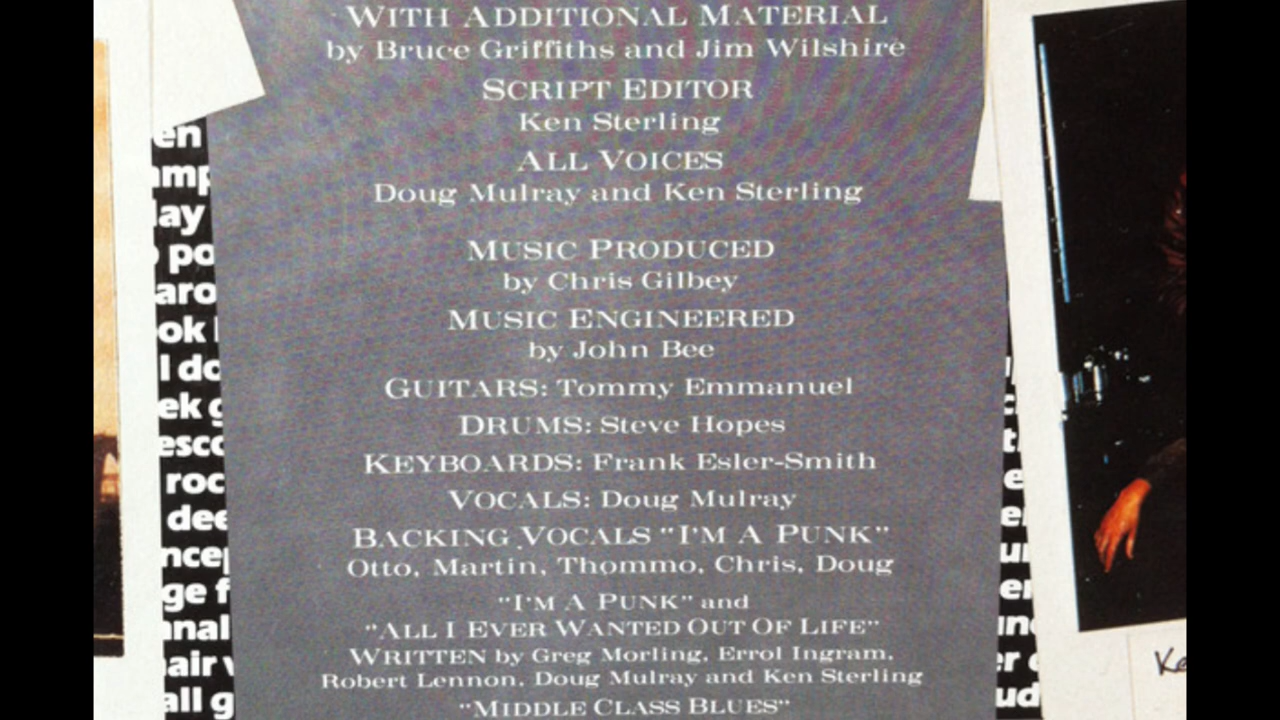 WITH ADDITIONAL MATERIAL
by Bruce Griffiths and Jim Wilshire
SCRIPT EDITOR
Ken Sterling
ALL VOICES
Doug Mulray and Ken Sterling
MUSIC PRODUCED
by Chris Gilbey
MUSIC ENGINEERED
by John Bee
GUITARS: Tommy Emmanuel
DRUMS: Steve Hopes
KEYBOARDS: Frank Esler-Smith
VOCALS: Doug Mulray
BACKING VOCALS "I'M A PUNK"
Otto, Martin, Thommo, Chris, Doug
"I'M A PUNK" and
"ALL I EVER WANTED OUT OF LIFE"
WRITTEN by Greg Morling, Errol Ingram,
Robert Lennon, Doug Mulray and Ken Sterling
"MIDDLE CLASS BLUES"